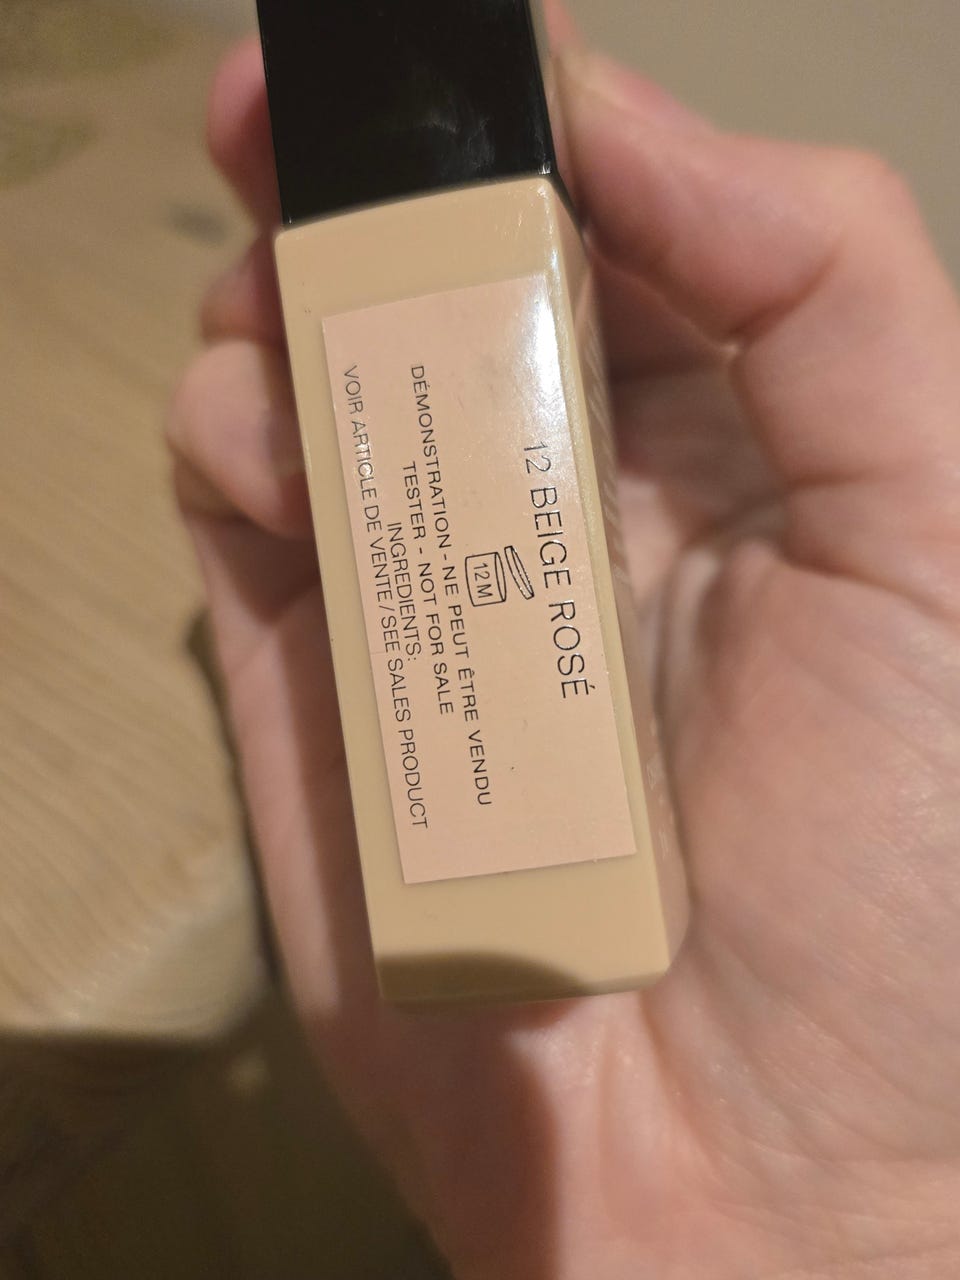 12 BEIGE ROSÉ
12M
DÉMONSTRATION - NE PEUT ÊTRE VENDU
TESTER - NOT FOR SALE
INGREDIENTS:
VOIR ARTICLE DE VENTE / SEE SALES PRODUCT